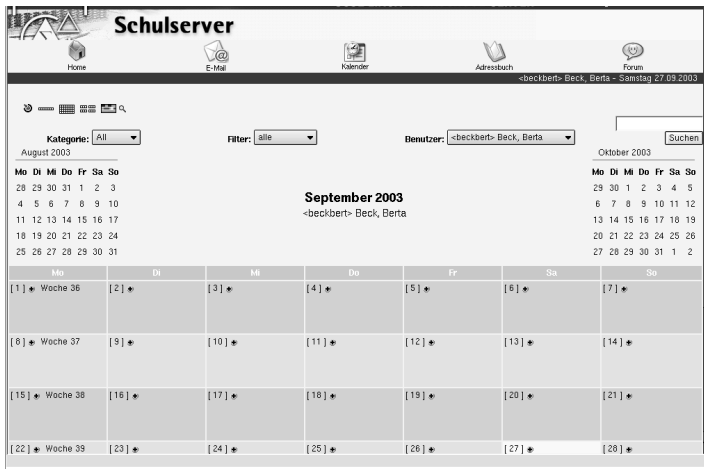 Schulserver
Home E-Mail Kalender Adressbuch Forum
<beckbert> Beck, Berta - Samstag 27.09.2003
Kategorie: All Filter: alle Benutzer: <beckbert> Beck, Berta Suchen
August 2003
Mo Di Mi Do Fr Sa So
28 29 30 31 1 2 3
4 5 6 7 8 9 10
11 12 13 14 15 16 17
18 19 20 21 22 23 24
25 26 27 28 29 30 31
September 2003
<beckbert> Beck, Berta
Oktober 2003
Mo Di Mi Do Fr Sa So
29 30 1 2 3 4 5
6 7 8 9 10 11 12
13 14 15 16 17 18 19
20 21 22 23 24 25 26
27 28 29 30 31 1 2
Mo Di Mi Do Fr Sa So
[ 1 ] Woche 36 [ 2 ] [ 3 ] [ 4 ] [ 5 ] [ 6 ] [ 7 ]
[ 8 ] Woche 37 [ 9 ] [ 10 ] [ 11 ] [ 12 ] [ 13 ] [ 14 ]
[ 15 ] Woche 38 [ 16 ] [ 17 ] [ 18 ] [ 19 ] [ 20 ] [ 21 ]
[ 22 ] Woche 39 [ 23 ] [ 24 ] [ 25 ] [ 26 ] [ 27 ] [ 28 ]